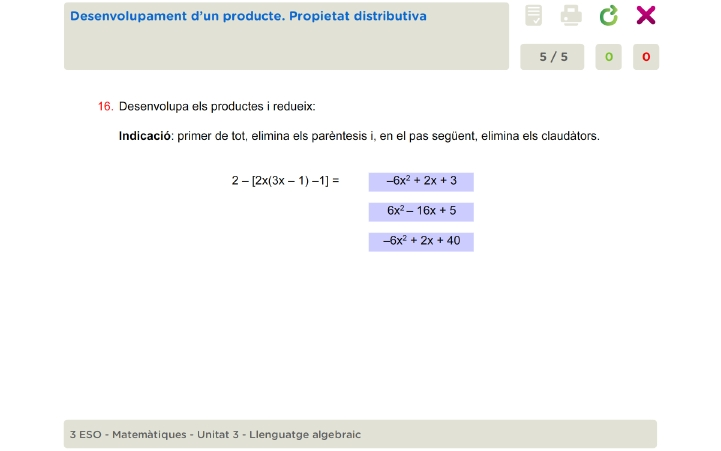 Desenvolupament d'un producte. Propietat distributiva
5 / 5
0
0
16. Desenvolupa els productes i redueix:
Indicació: primer de tot, elimina els parèntesis i, en el pas següent, elimina els claudàtors.
2 – [2x(3x – 1) –1] =
–6x² + 2x + 3
6x² – 16x + 5
–6x² + 2x + 40
3 ESO - Matemàtiques - Unitat 3 - Llenguatge algebraic